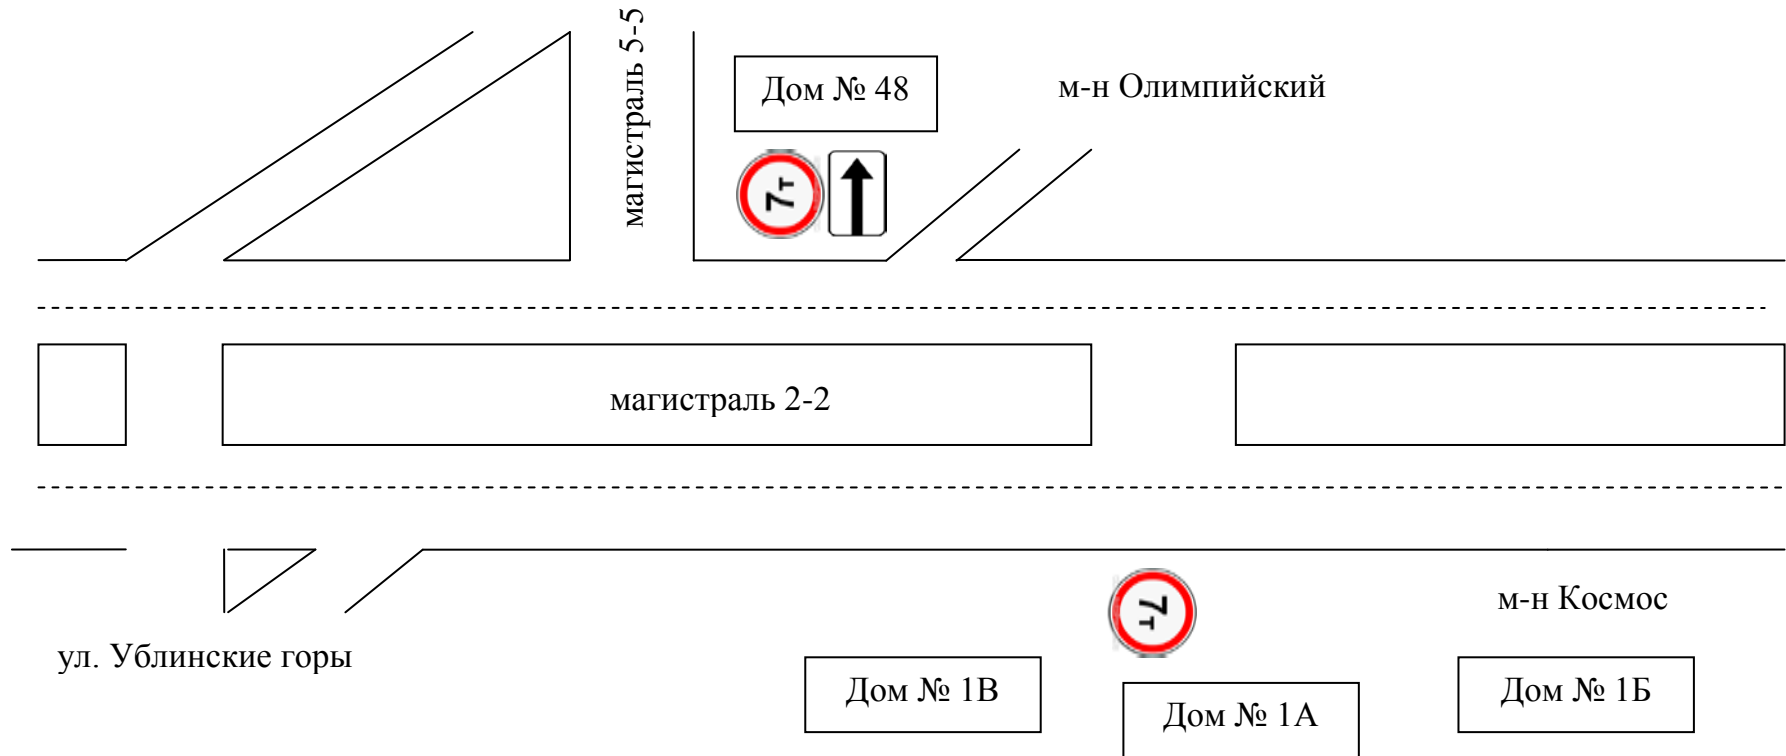 магистраль 5-5
Дом № 48
м-н Олимпийский
7т
магистраль 2-2
7т
м-н Космос
ул. Ублинские горы
Дом № 1В
Дом № 1А
Дом № 1Б